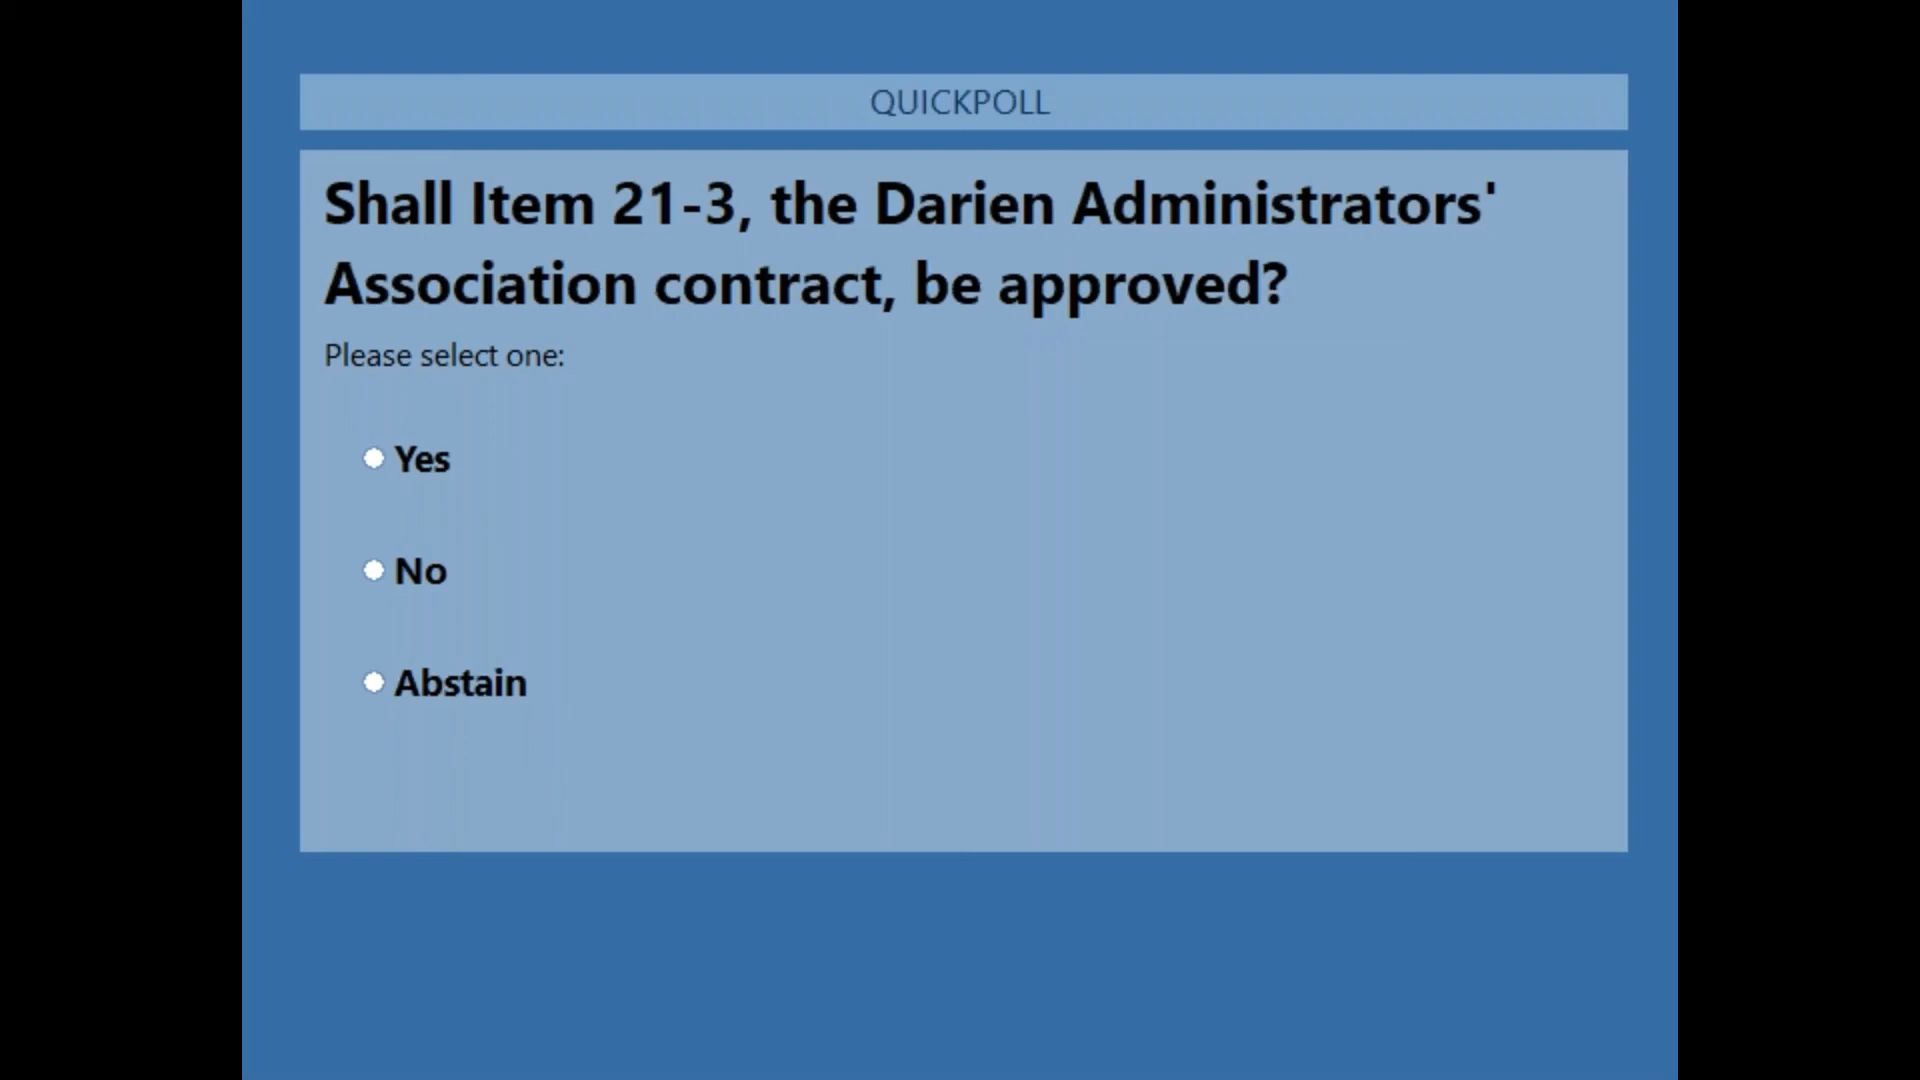 QUICKPOLL
Shall Item 21-3, the Darien Administrators'
Association contract, be approved?
Please select one:
Yes
No
Abstain